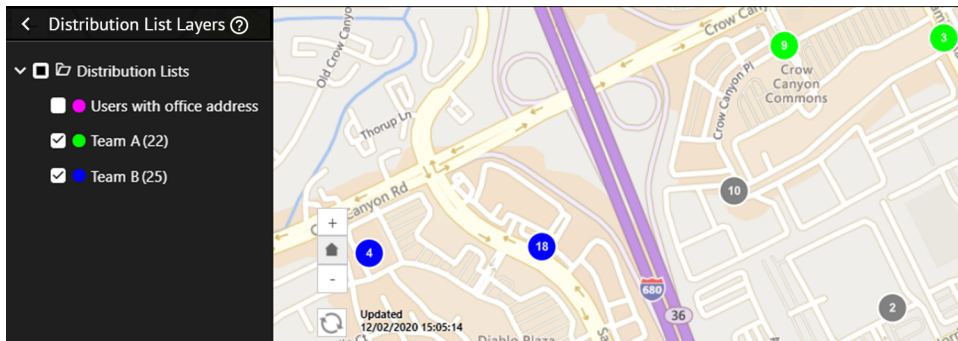 Distribution List Layers ?
Distribution Lists
Users with office address
Team A (22)
Team B (25)
Old Crow Canyo
Thorup Ln
Canyon Rd
Crow Cany
Crow Canyon Pl
Crow
Canyon
Commons
9
3
10
4
18
2
680
36
+
-
Updated
12/02/2020 15:05:14
Diablo Plaza